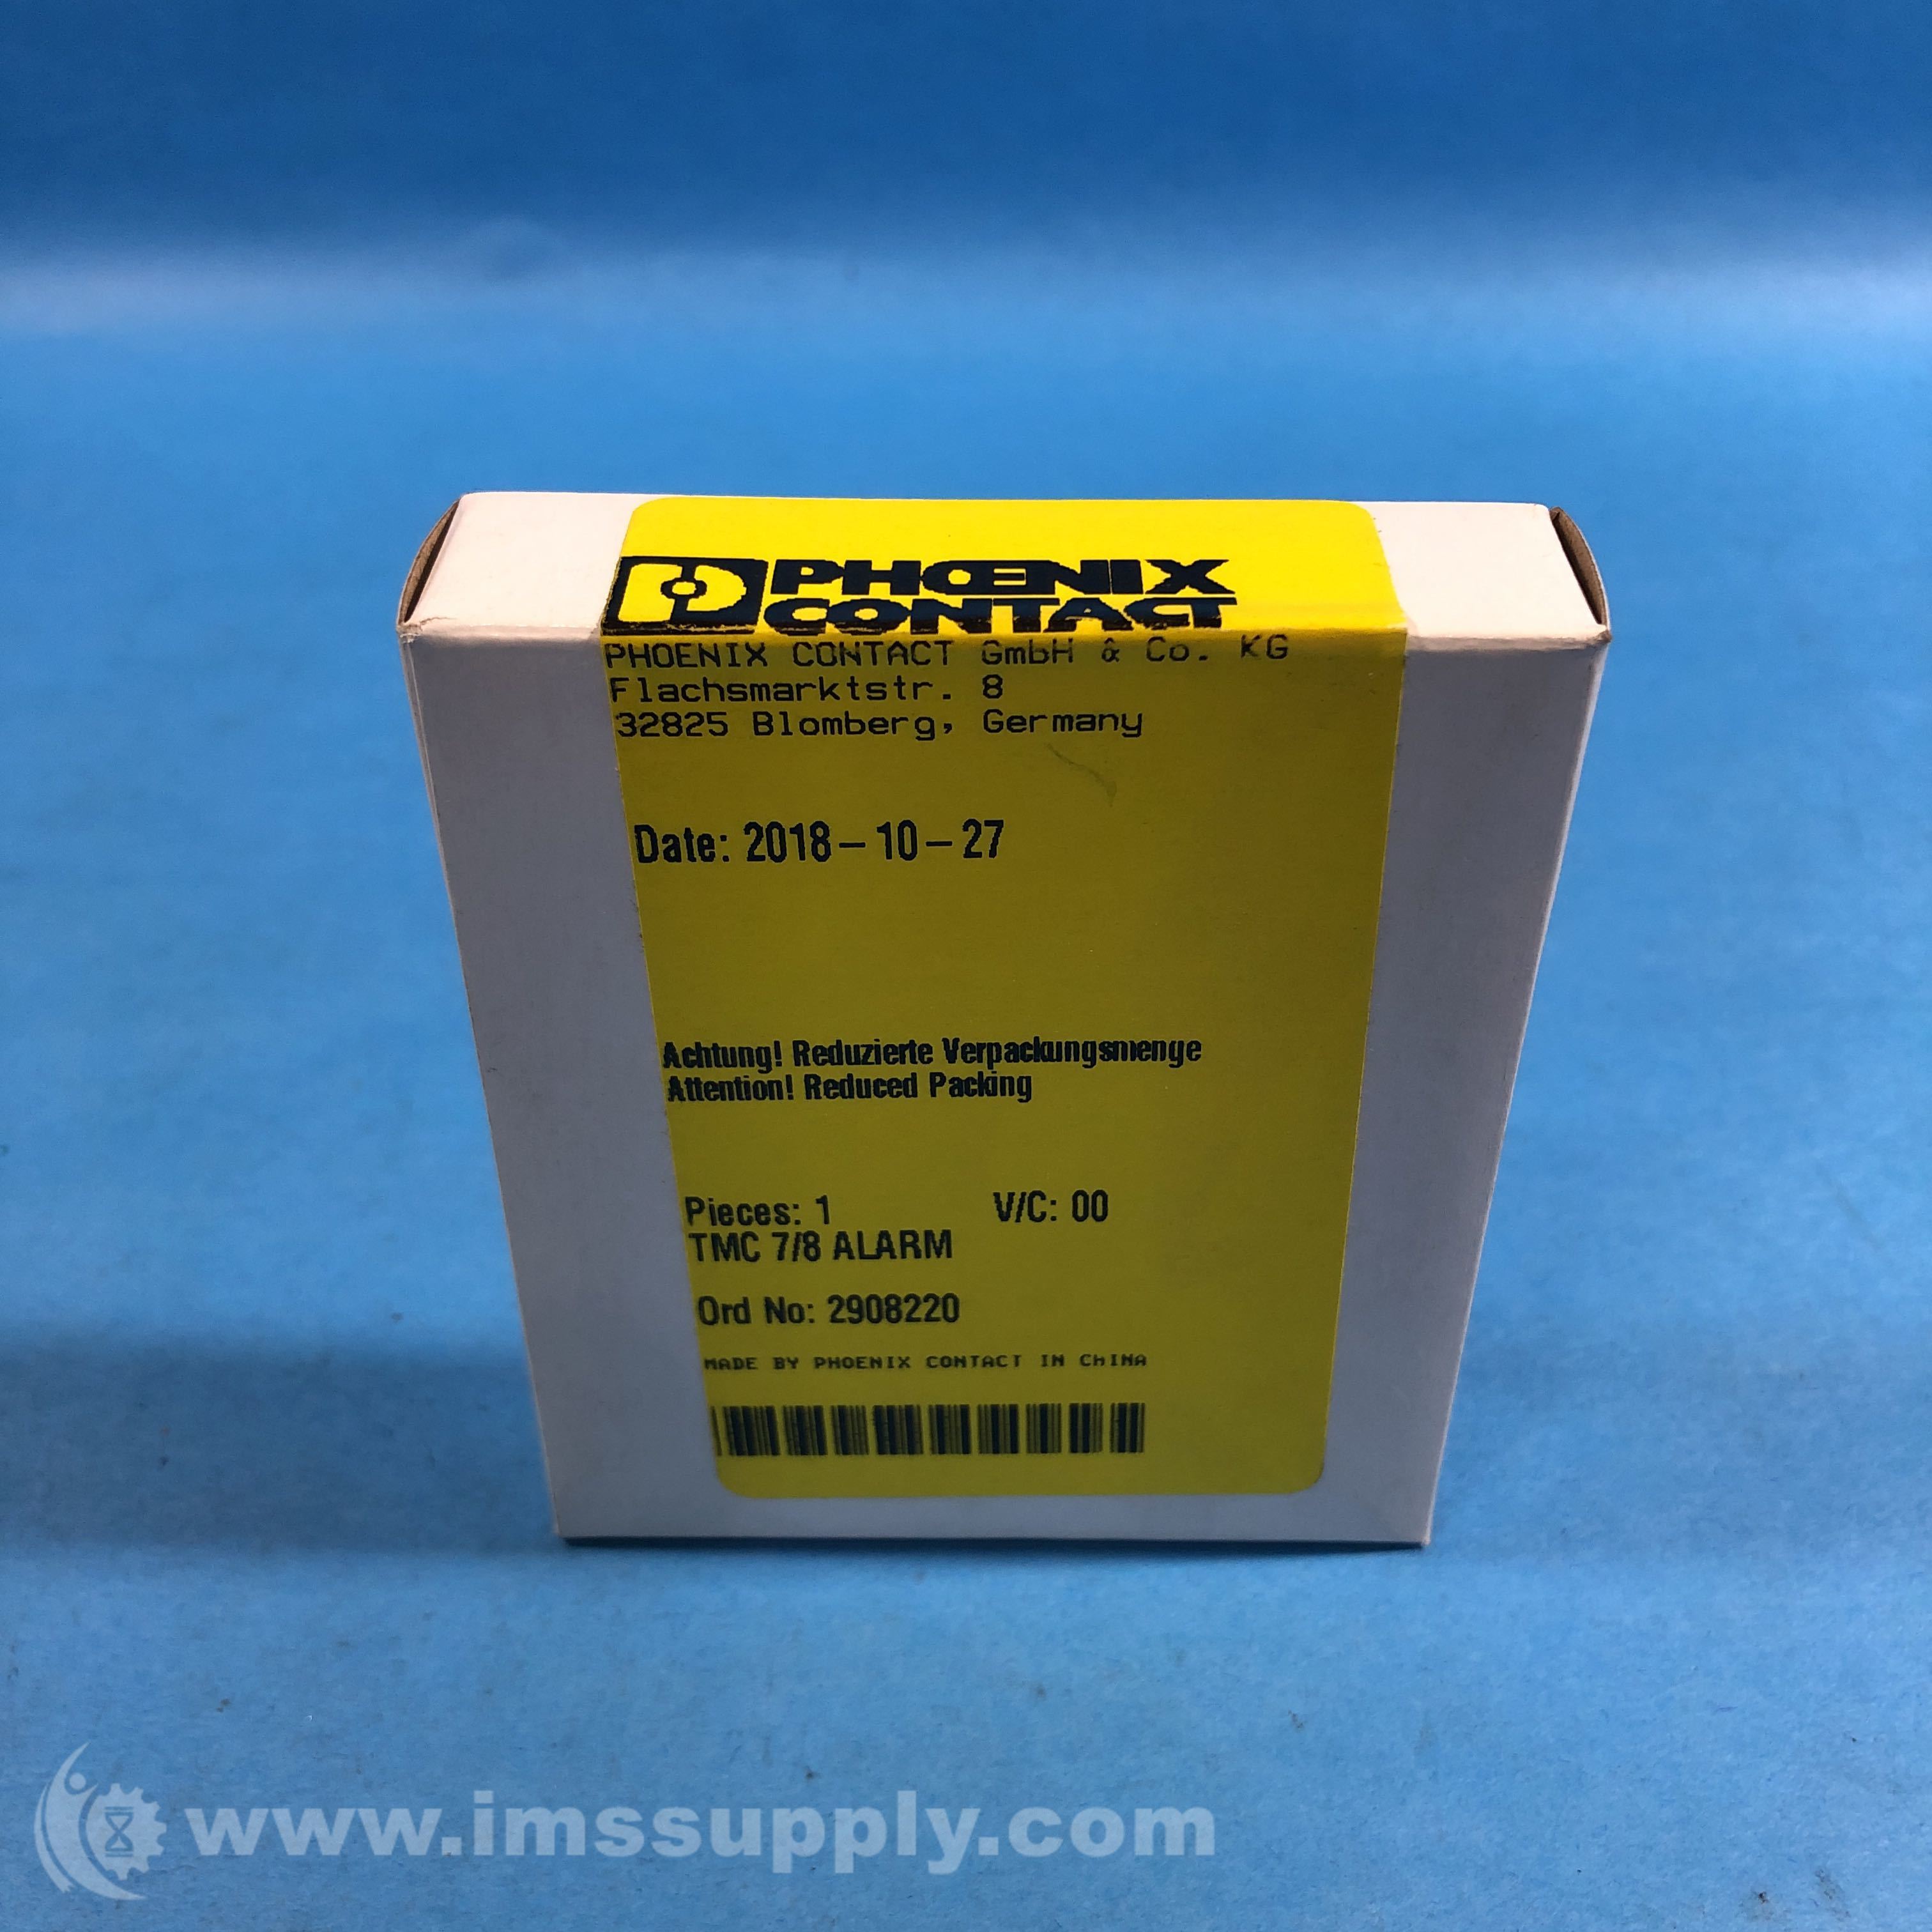 PHOENIX
CONTACT
PHOENIX CONTACT GmbH & Co. KG
Flachsmarktstr. 8
32825 Blomberg, Germany
Date: 2018-10-27
Achtung! Reduzierte Verpackungsmenge
Attention! Reduced Packing
Pieces: 1 V/C: 00
TMC 7/8 ALARM
Ord No: 2908220
MADE BY PHOENIX CONTACT IN CHINA
www.imssupply.com